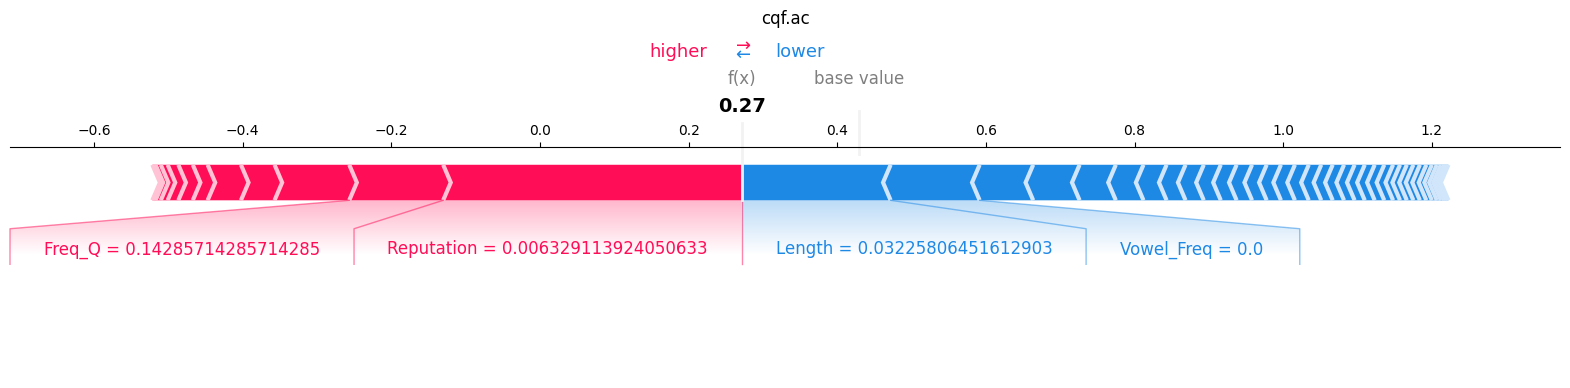 cqf.ac
higher ⇄ lower
f(x) base value
0.27
−0.6 −0.4 −0.2 0.0 0.2 0.4 0.6 0.8 1.0 1.2
Freq_Q = 0.14285714285714285 Reputation = 0.006329113924050633 Length = 0.03225806451612903 Vowel_Freq = 0.0